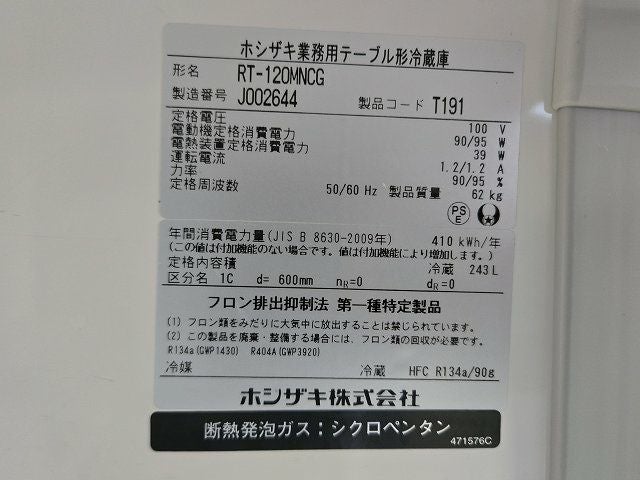 ホシザキ業務用テーブル形冷蔵庫
形名 RT-120MNCG
製造番号 J002644 製品コード T191
定格電圧 100 V
電動機定格消費電力 90/95 W
電熱装置定格消費電力 39 W
運転電流 1.2/1.2 A
力率 90/95 %
定格周波数 50/60 Hz 製品質量 62 kg
PS
E
年間消費電力量(JIS B 8630-2009年) 410 kWh/年
(この値は付加機能のない場合です。値は付加機能により増加します。)
定格内容積 冷蔵 243 L
区分名 1C d= 600mm nR=0 dR=0
フロン排出抑制法 第一種特定製品
(1) フロン類をみだりに大気中に放出することは禁じられています。
(2) この製品を廃棄・整備する場合には、フロン類の回収が必要です。
R134a(GWP1430) R404A(GWP3920)
冷媒 冷蔵 HFC R134a/90g
ホシザキ株式会社
断熱発泡ガス：シクロペンタン
471576C